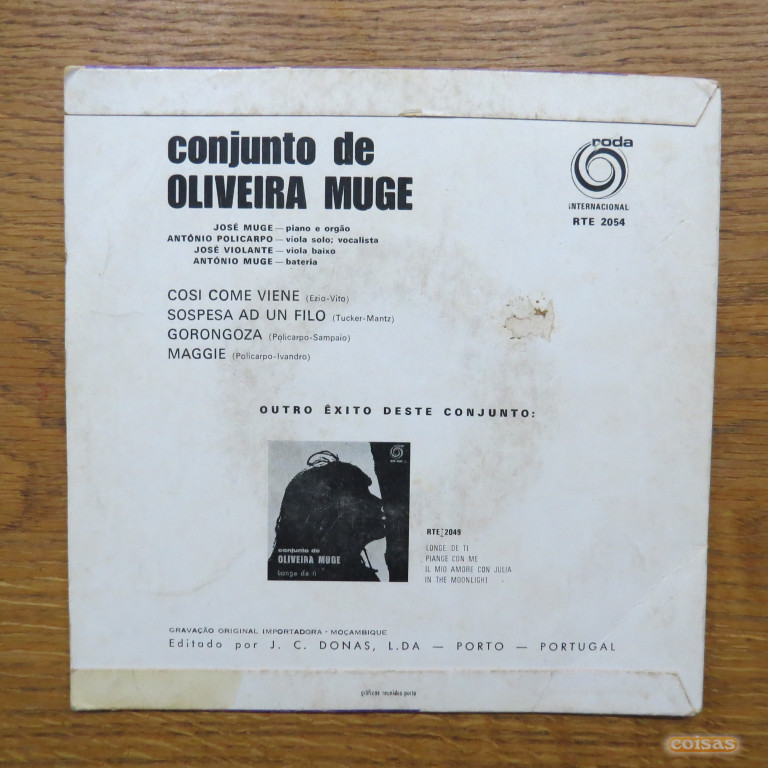 conjunto de
OLIVEIRA MUGE
roda
INTERNACIONAL
RTE 2054
JOSÉ MUGE — piano e orgão
ANTÓNIO POLICARPO — viola solo; vocalista
JOSÉ VIOLANTE — viola baixo
ANTÓNIO MUGE — bateria
COSI COME VIENE (Ezio-Vito)
SOSPESA AD UN FILO (Tucker-Mantz)
GORONGOZA (Policarpo-Sampaio)
MAGGIE (Policarpo-Ivandro)
OUTRO ÊXITO DESTE CONJUNTO:
conjunto de
OLIVEIRA MUGE
Longe de ti
RTE 2049
LONGE DE TI
PIANGE CON ME
IL MIO AMORE CON JULIA
IN THE MOONLIGHT
GRAVAÇÃO ORIGINAL IMPORTADORA - MOÇAMBIQUE
Editado por J. C. DONAS, L.DA — PORTO — PORTUGAL
gráficos reunidos porto
coisas